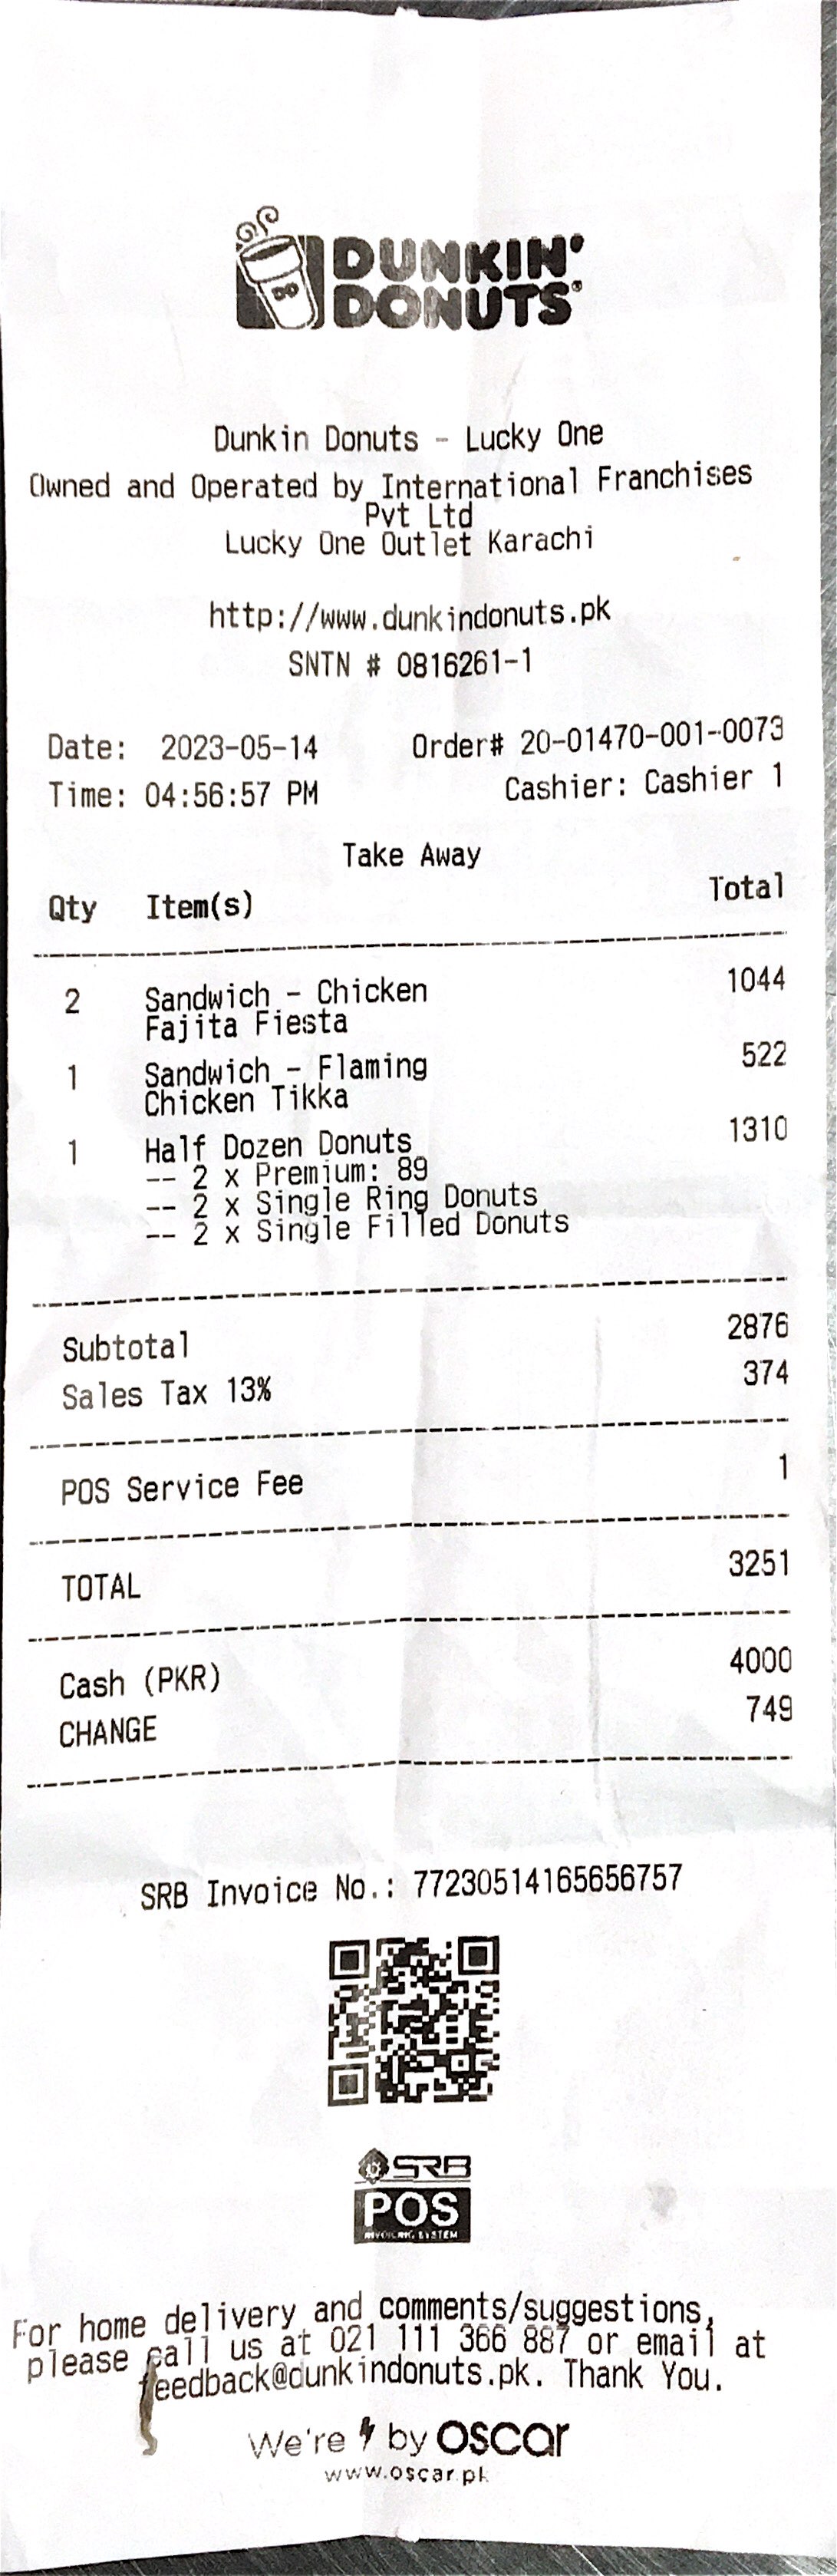 DUNKIN'
DONUTS®
Dunkin Donuts - Lucky One
Owned and Operated by International Franchises
Pvt Ltd
Lucky One Outlet Karachi
http://www.dunkindonuts.pk
SNTN # 0816261-1
Date: 2023-05-14 Order# 20-01470-001-0073
Time: 04:56:57 PM Cashier: Cashier 1
Take Away
Qty Item(s) Total
2 Sandwich - Chicken 1044
Fajita Fiesta
1 Sandwich - Flaming 522
Chicken Tikka
1 Half Dozen Donuts 1310
-- 2 x Premium: 89
-- 2 x Single Ring Donuts
-- 2 x Single Filled Donuts
Subtotal 2876
Sales Tax 13% 374
POS Service Fee 1
TOTAL 3251
Cash (PKR) 4000
CHANGE 749
SRB Invoice No.: 77230514165656757
SRB
POS
INVOICING SYSTEM
For home delivery and comments/suggestions,
please call us at 021 111 366 887 or email at
feedback@dunkindonuts.pk. Thank You.
We're by oscar
www.oscar.pk